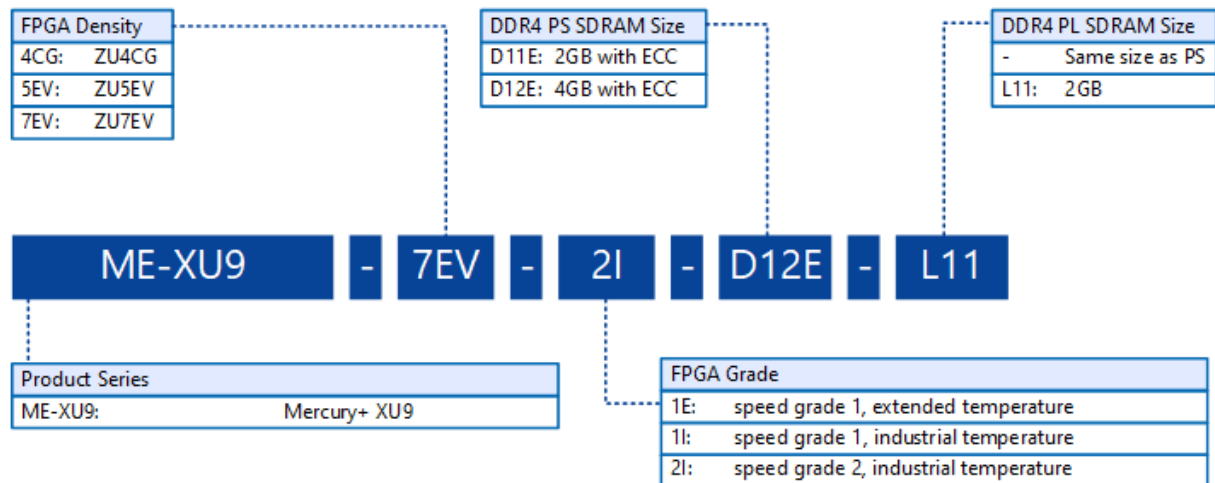 FPGA Density
4CG: ZU4CG
5EV: ZU5EV
7EV: ZU7EV
DDR4 PS SDRAM Size
D11E: 2GB with ECC
D12E: 4GB with ECC
DDR4 PL SDRAM Size
- Same size as PS
L11: 2GB
ME-XU9 - 7EV - 2I - D12E - L11
Product Series
ME-XU9: Mercury+ XU9
FPGA Grade
1E: speed grade 1, extended temperature
1I: speed grade 1, industrial temperature
2I: speed grade 2, industrial temperature